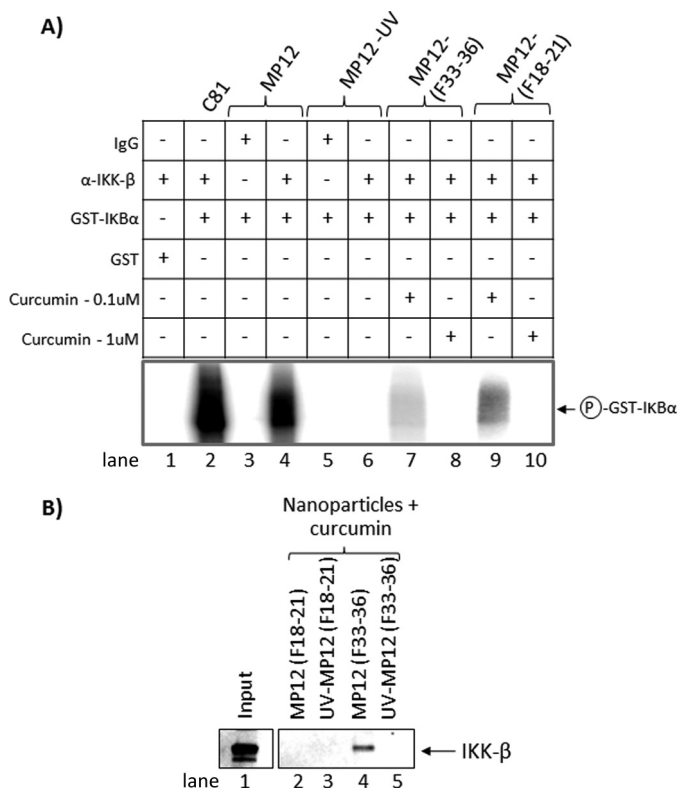 A)
C81
MP12
MP12-UV
MP12-
(F33-36)
MP12-
(F18-21)
IgG - - + - + - - - - -
α-IKK-β + + - + - + + + + +
GST-IKBα - + + + + + + + + +
GST + - - - - - - - - -
Curcumin - 0.1uM - - - - - - + - + -
Curcumin - 1uM - - - - - - - + - +
P-GST-IKBα
lane 1 2 3 4 5 6 7 8 9 10
B)
Nanoparticles +
curcumin
Input
MP12 (F18-21)
UV-MP12 (F18-21)
MP12 (F33-36)
UV-MP12 (F33-36)
IKK-β
lane 1 2 3 4 5